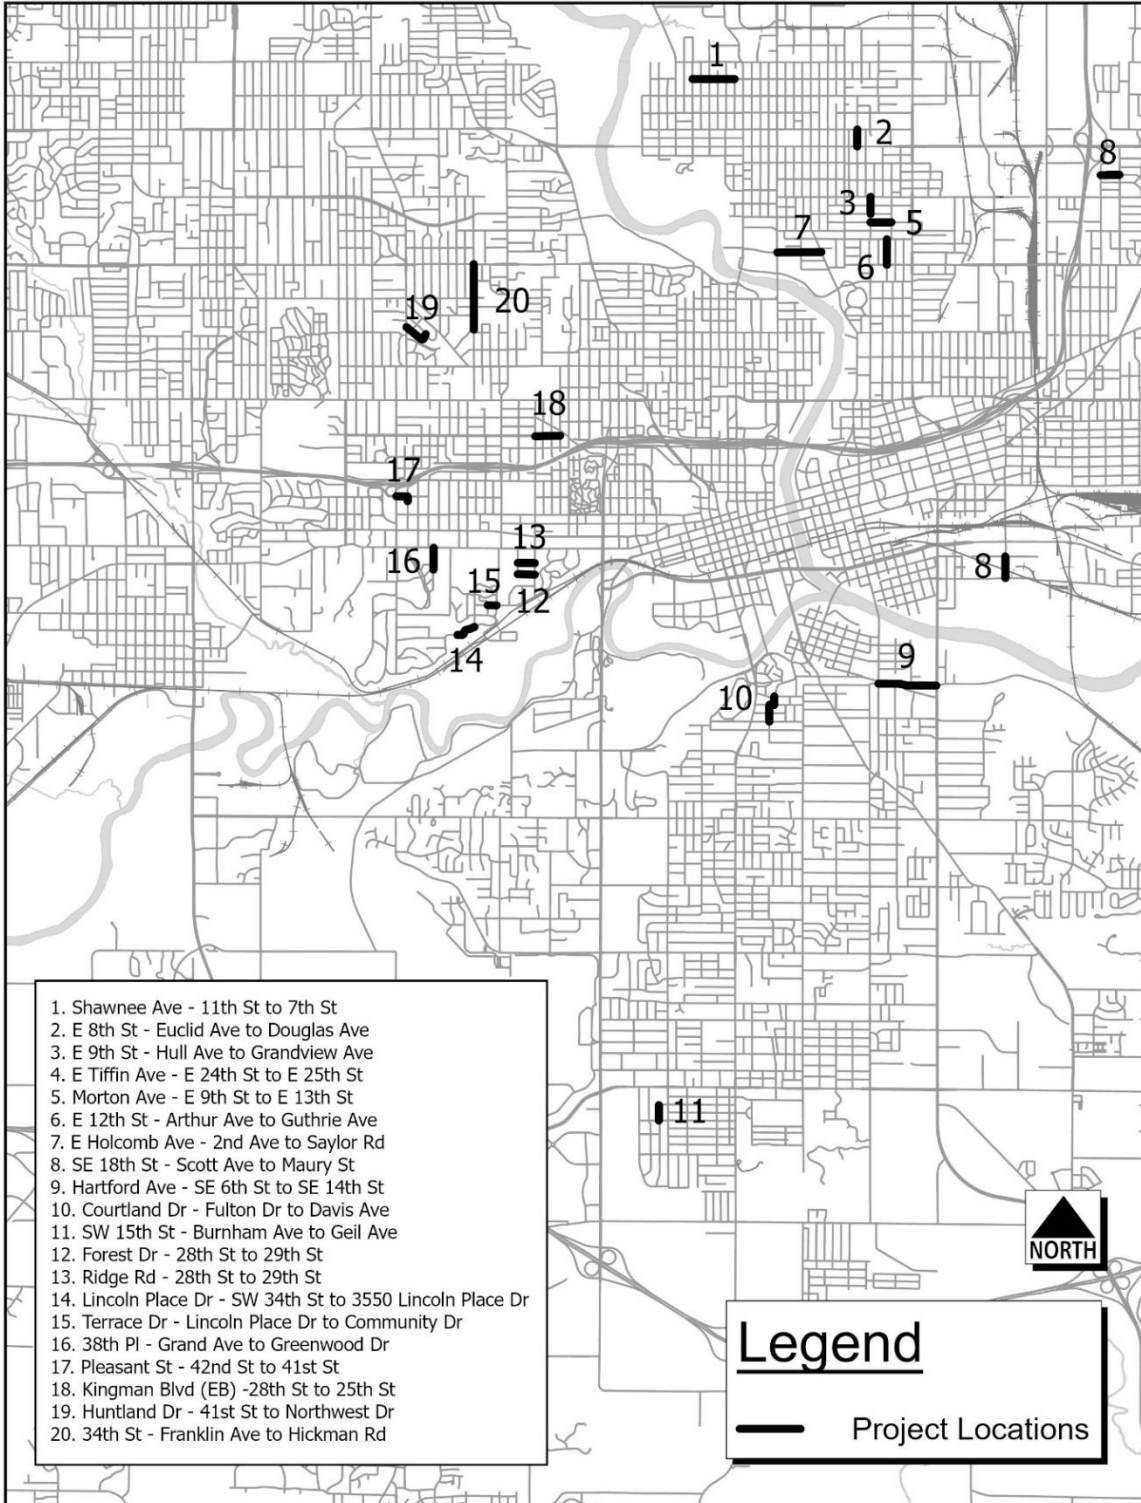 1
2
8
3
5
7
6
20
19
18
17
13
16
8
15
12
14
9
10
11
1. Shawnee Ave - 11th St to 7th St
2. E 8th St - Euclid Ave to Douglas Ave
3. E 9th St - Hull Ave to Grandview Ave
4. E Tiffin Ave - E 24th St to E 25th St
5. Morton Ave - E 9th St to E 13th St
6. E 12th St - Arthur Ave to Guthrie Ave
7. E Holcomb Ave - 2nd Ave to Saylor Rd
8. SE 18th St - Scott Ave to Maury St
9. Hartford Ave - SE 6th St to SE 14th St
10. Courtland Dr - Fulton Dr to Davis Ave
11. SW 15th St - Burnham Ave to Geil Ave
12. Forest Dr - 28th St to 29th St
13. Ridge Rd - 28th St to 29th St
14. Lincoln Place Dr - SW 34th St to 3550 Lincoln Place Dr
15. Terrace Dr - Lincoln Place Dr to Community Dr
16. 38th Pl - Grand Ave to Greenwood Dr
17. Pleasant St - 42nd St to 41st St
18. Kingman Blvd (EB) -28th St to 25th St
19. Huntland Dr - 41st St to Northwest Dr
20. 34th St - Franklin Ave to Hickman Rd
NORTH
Legend
Project Locations